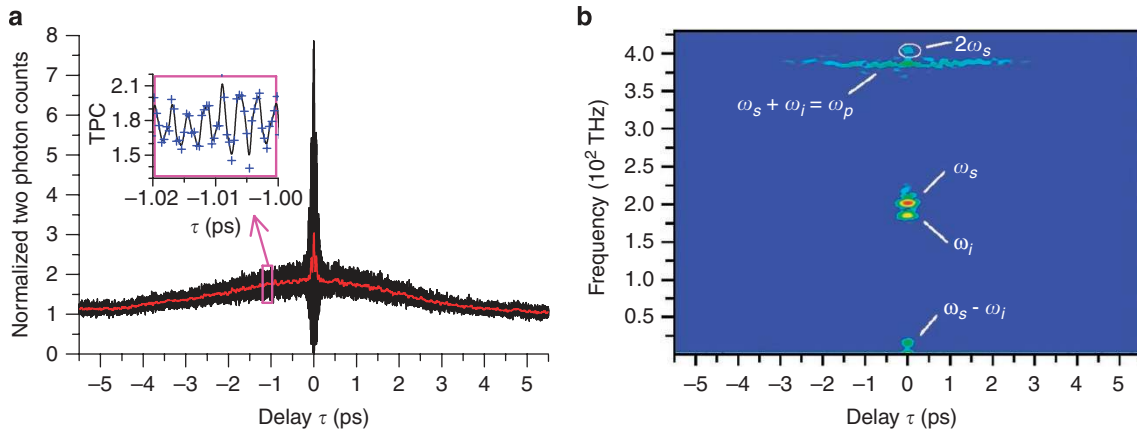 a
Normalized two photon counts
8
7
6
5
4
3
2
1
0
TPC
2.1
1.8
1.5
−1.02 −1.01 −1.00
τ (ps)
−5 −4 −3 −2 −1 0 1 2 3 4 5
Delay τ (ps)
b
Frequency (10² THz)
4.0
3.5
3.0
2.5
2.0
1.5
1.0
0.5
2ωs
ωs + ωi = ωp
ωs
ωi
ωs - ωi
−5 −4 −3 −2 −1 0 1 2 3 4 5
Delay τ (ps)